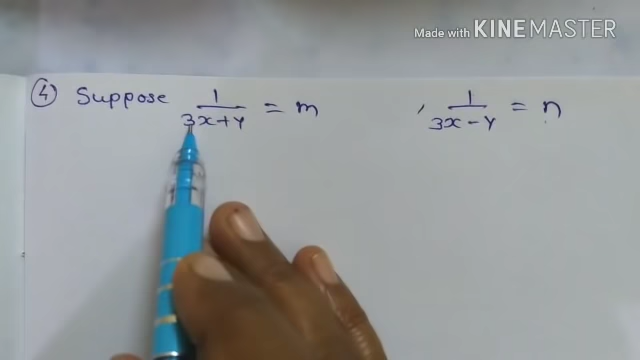 Made with KINEMASTER
④ Suppose 1/(3x+y) = m , 1/(3x-y) = n